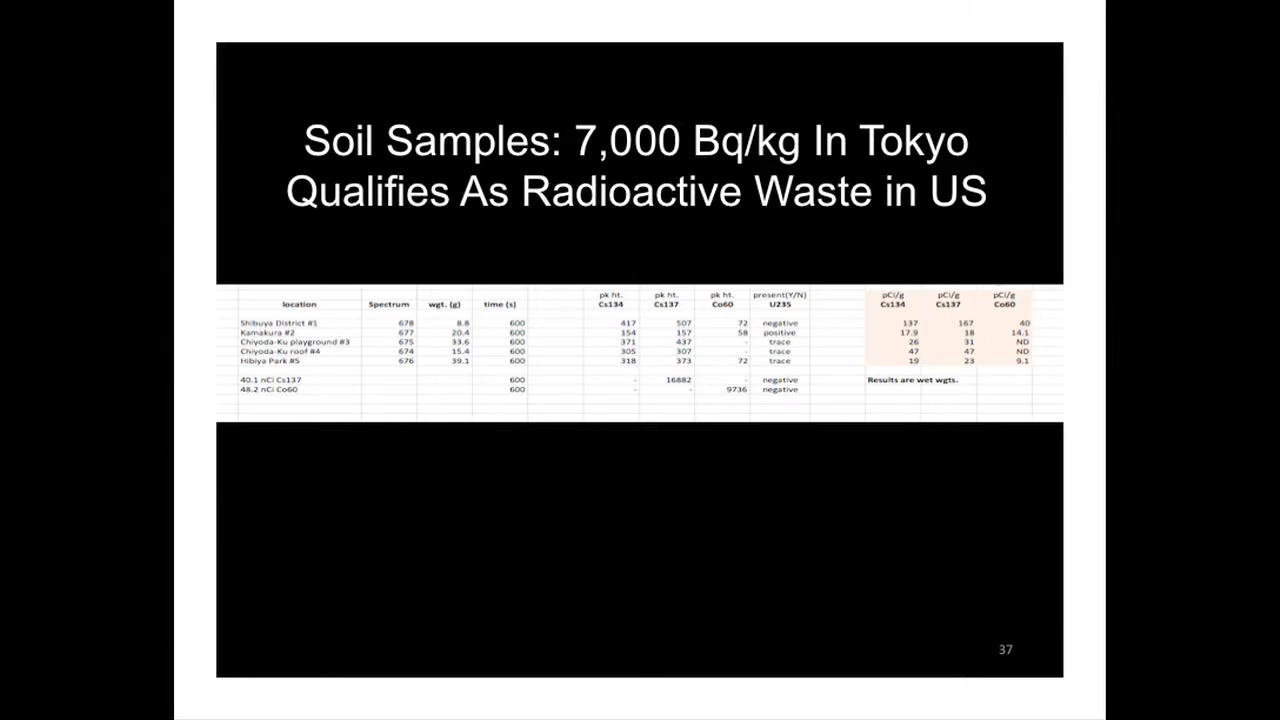 Soil Samples: 7,000 Bq/kg In Tokyo
Qualifies As Radioactive Waste in US
pk ht. pk ht. pk ht. present(Y/N) pCi/g pCi/g pCi/g
location Spectrum wgt. (g) time (s) Cs134 Cs137 Co60 U235 Cs134 Cs137 Co60
Shibuya District #1 678 8.8 600 417 507 72 negative 137 167 40
Kamakura #2 677 20.4 600 154 157 58 positive 17.9 18 14.1
Chiyoda-Ku playground #3 675 33.6 600 371 437 - trace 26 31 ND
Chiyoda-Ku roof #4 674 15.4 600 305 307 - trace 47 47 ND
Hibiya Park #5 676 39.1 600 318 373 72 trace 19 23 9.1
40.1 nCi Cs137 600 - 16882 - negative Results are wet wgts.
48.2 nCi Co60 600 - - 9736 negative
37